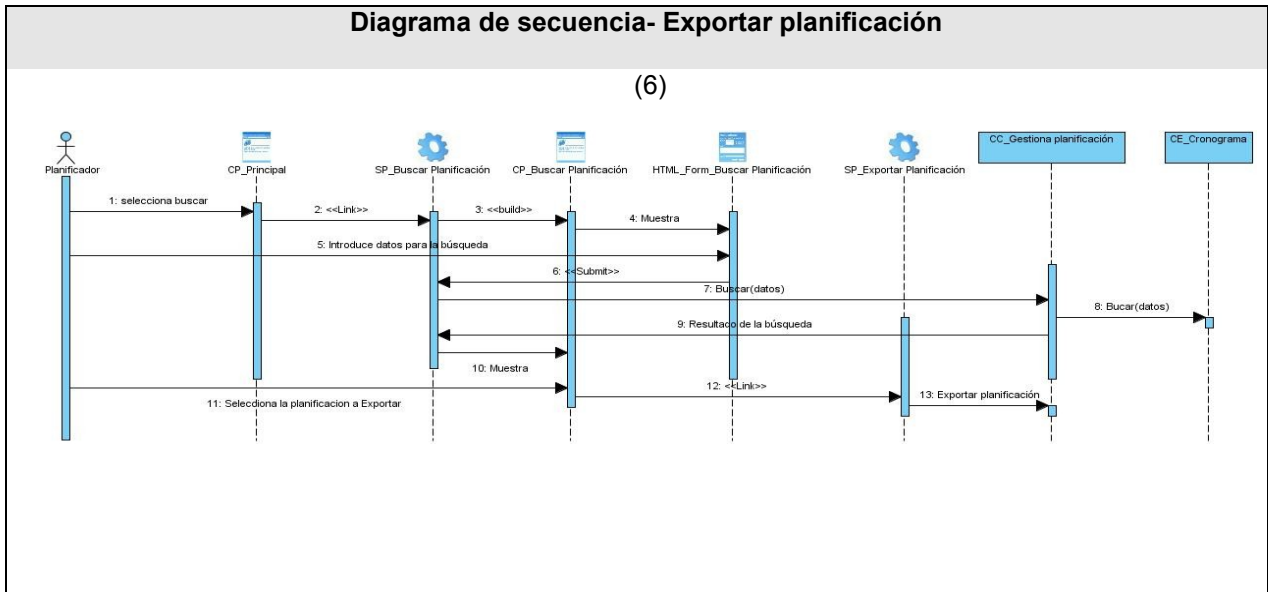 Diagrama de secuencia- Exportar planificación
(6)
Planificador
CP_Principal
SP_Buscar Planificación
CP_Buscar Planificación
HTML_Form_Buscar Planificación
SP_Exportar Planificación
CC_Gestiona planificación
CE_Cronograma
1: selecciona buscar
2: <<Link>>
3: <<build>>
4: Muestra
5: Introduce datos para la búsqueda
6: <<Submit>>
7: Buscar(datos)
8: Bucar(datos)
9: Resultado de la búsqueda
10: Muestra
11: Selecciona la planificacion a Exportar
12: <<Link>>
13: Exportar planificación